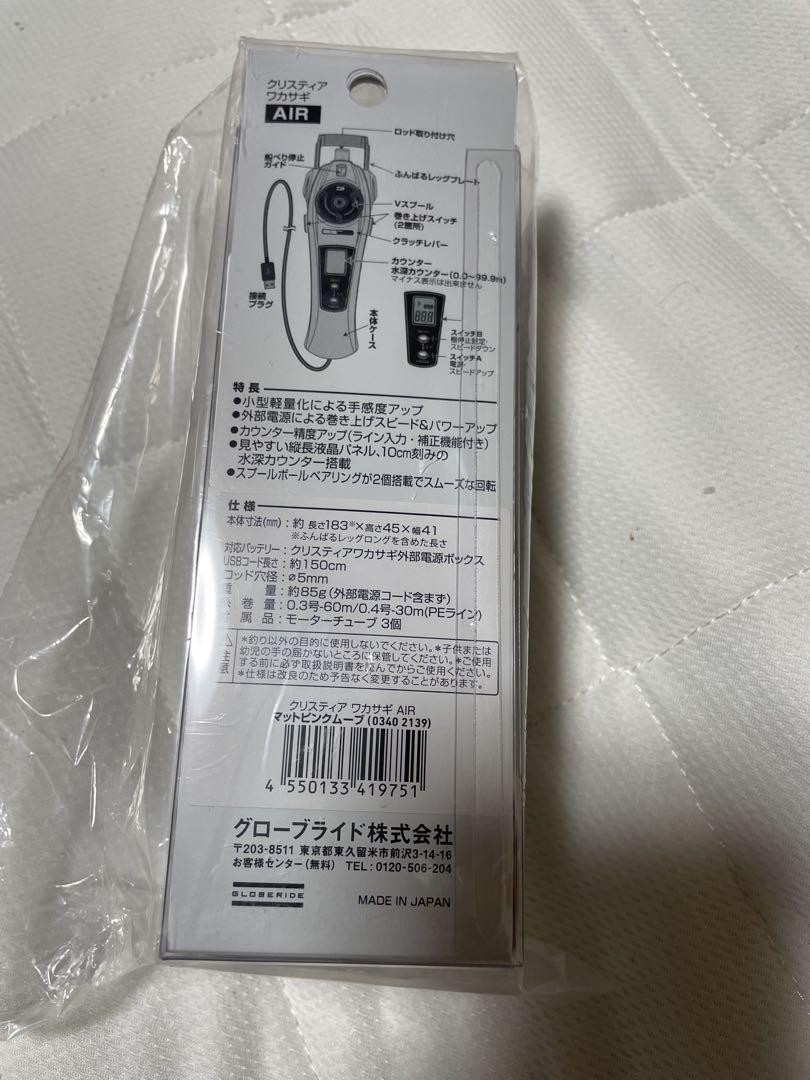 クリスティア
ワカサギ
AIR
ロッド取り付け穴
船べり停止
ガイド
ふんばるレッグプレート
Vスプール
巻き上げスイッチ
(2箇所)
クラッチレバー
カウンター
水深カウンター(0.0〜99.9m)
マイナス表示は出来ません
接続
プラグ
本体ケース
スイッチB
棚停止設定・
スピードダウン
スイッチA
電源・
スピードアップ
特長
●小型軽量化による手感度アップ
●外部電源による巻き上げスピード&パワーアップ
●カウンター精度アップ(ライン入力・補正機能付き)
●見やすい縦長液晶パネル、10cm刻みの
水深カウンター搭載
●スプールボールベアリングが2個搭載でスムーズな回転
仕様
本体寸法(mm):約 長さ183※×高さ45×幅41
※ふんばるレッグロングを含めた長さ
対応バッテリー:クリスティアワカサギ外部電源ボックス
USBコード長さ:約150cm
ロッド穴径:ø5mm
重量:約85g(外部電源コード含まず)
糸巻量:0.3号-60m/0.4号-30m(PEライン)
付属品:モーターチューブ 3個
注意
*釣り以外の目的に使用しないでください。*子供または
幼児の手の届かないところに保管してください。*ご使用
する前に必ず取扱説明書を読んでからご使用ください。
*仕様は改良のため予告なく変更することがあります。
クリスティア ワカサギ AIR
マットピンクムーブ(0340 2139)
4 550133 419751
グローブライド株式会社
〒203-8511 東京都東久留米市前沢3-14-16
お客様センター(無料) TEL:0120-506-204
GLOBERIDE
MADE IN JAPAN